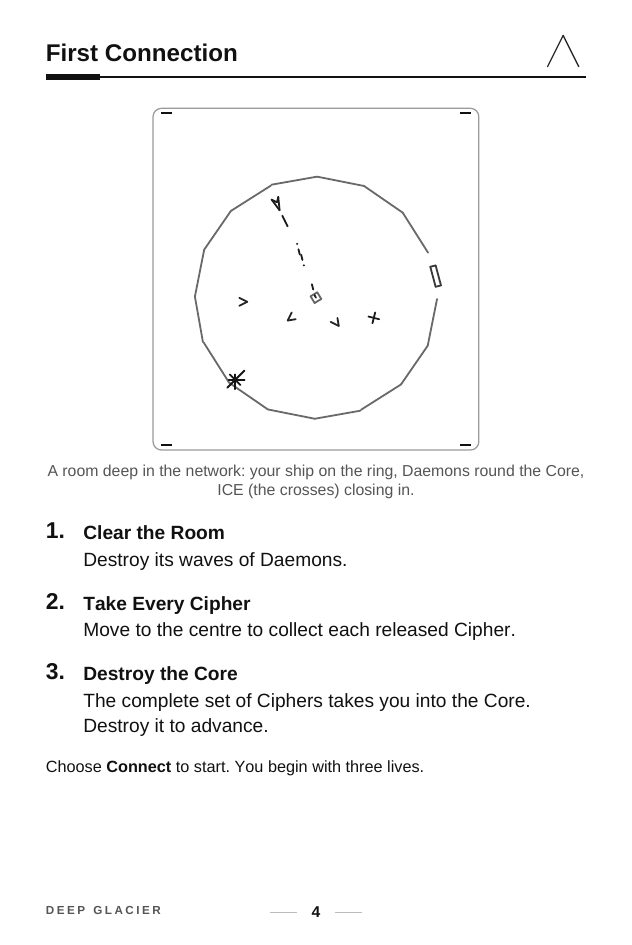 First Connection
A room deep in the network: your ship on the ring, Daemons round the Core,
ICE (the crosses) closing in.
1. Clear the Room
Destroy its waves of Daemons.
2. Take Every Cipher
Move to the centre to collect each released Cipher.
3. Destroy the Core
The complete set of Ciphers takes you into the Core.
Destroy it to advance.
Choose Connect to start. You begin with three lives.
DEEP GLACIER 4